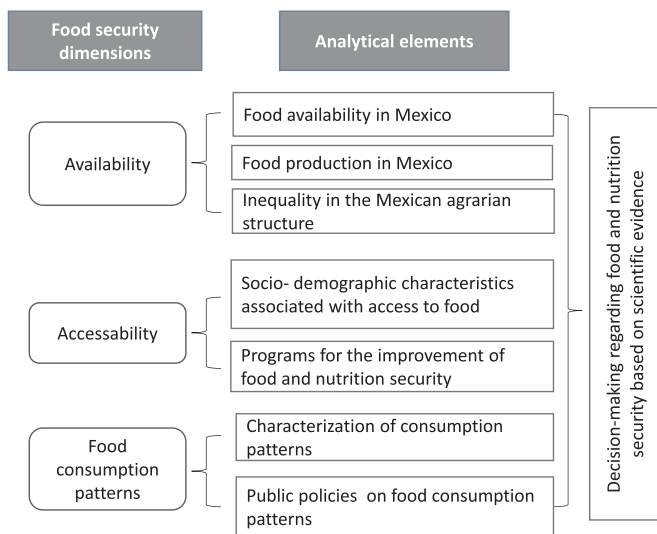 Food security
dimensions
Analytical elements
Availability
Food availability in Mexico
Food production in Mexico
Inequality in the Mexican agrarian
structure
Accessability
Socio- demographic characteristics
associated with access to food
Programs for the improvement of
food and nutrition security
Food
consumption
patterns
Characterization of consumption
patterns
Public policies  on food consumption
patterns
Decision-making regarding food and nutrition
security based on scientific evidence